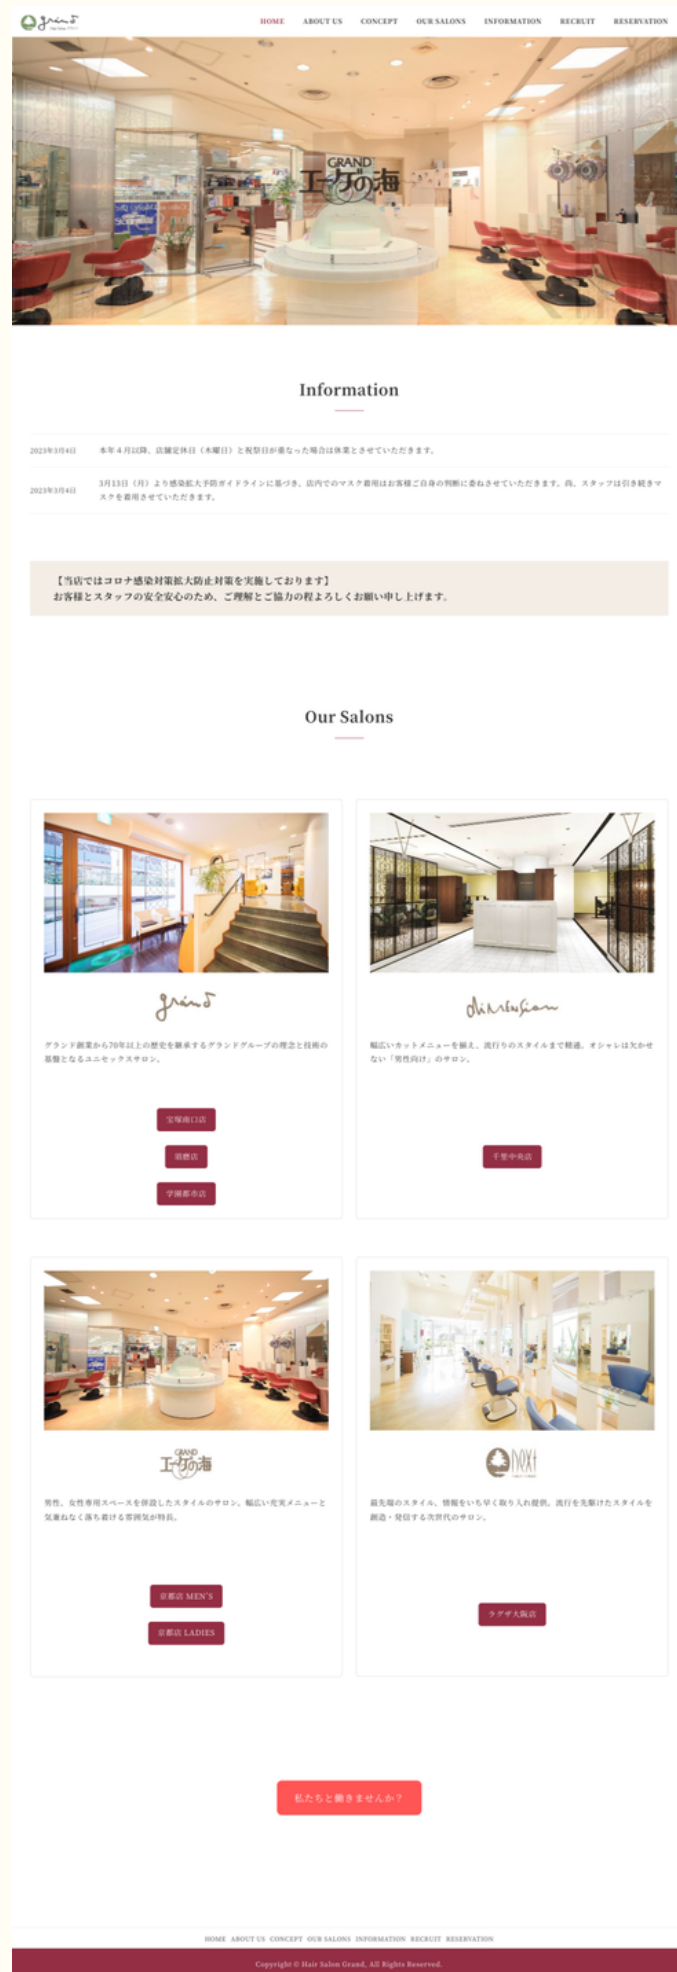 grand
HOME ABOUT US CONCEPT OUR SALONS INFORMATION RECRUIT RESERVATION
GRAND
エーゲの海
Information
2023年3月4日 本年４月以降、店舗定休日（木曜日）と祝祭日が重なった場合は休業とさせていただきます。
2023年3月4日 3月13日（月）より感染拡大予防ガイドラインに基づき、店内でのマスク着用はお客様ご自身の判断に委ねさせていただきます。尚、スタッフは引き続きマ
スクを着用させていただきます。
【当店ではコロナ感染対策拡大防止対策を実施しております】
お客様とスタッフの安全安心のため、ご理解とご協力の程よろしくお願い申し上げます。
Our Salons
grand
グランド創業から70年以上の歴史を継承するグランドグループの理念と技術の
基盤となるユニセックスサロン。
宝塚南口店
須磨店
学園都市店
dimension
幅広いカットメニューを揃え、流行りのスタイルまで精通。オシャレは欠かせ
ない「男性向け」のサロン。
千里中央店
GRAND
エーゲの海
男性、女性専用スペースを併設したスタイルのサロン。幅広い充実メニューと
気兼ねなく落ち着ける雰囲気が特長。
京都店 MEN'S
京都店 LADIES
next
最先端のスタイル、情報をいち早く取り入れ提供。流行を先駆けたスタイルを
創造・発信する次世代のサロン。
ラグザ大阪店
私たちと働きませんか？
HOME ABOUT US CONCEPT OUR SALONS INFORMATION RECRUIT RESERVATION
Copyright © Hair Salon Grand, All Rights Reserved.